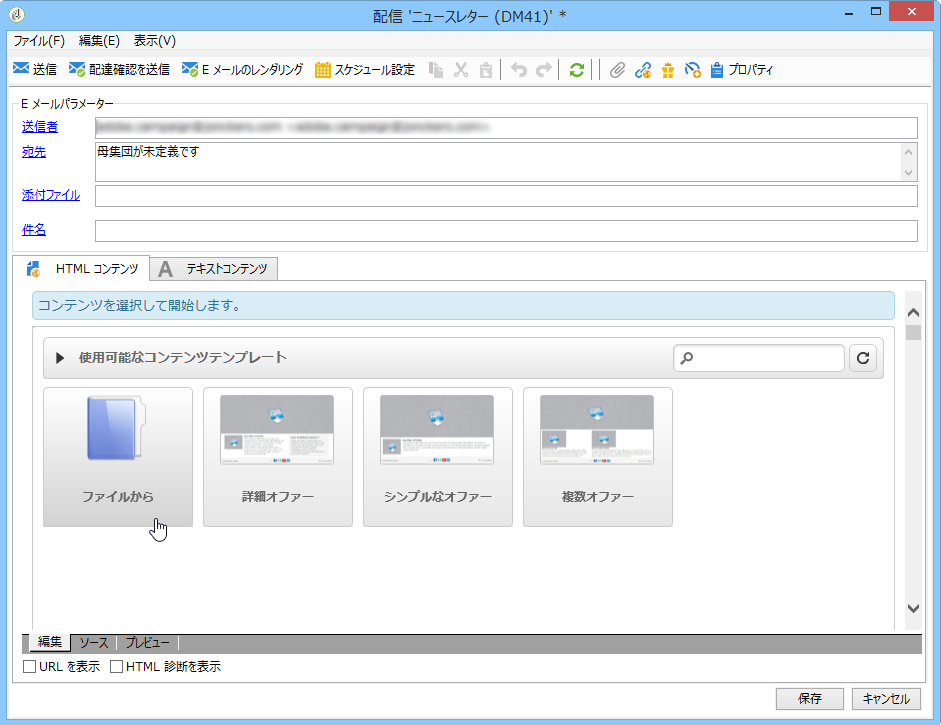 配信 'ニュースレター (DM41)' *
ファイル(F) 編集(E) 表示(V)
送信 配達確認を送信 E メールのレンダリング スケジュール設定 プロパティ
E メールパラメーター
送信者
宛先 母集団が未定義です
添付ファイル
件名
HTML コンテンツ A テキストコンテンツ
コンテンツを選択して開始します。
使用可能なコンテンツテンプレート
ファイルから 詳細オファー シンプルなオファー 複数オファー
編集 ソース プレビュー
URL を表示 HTML 診断を表示
保存 キャンセル